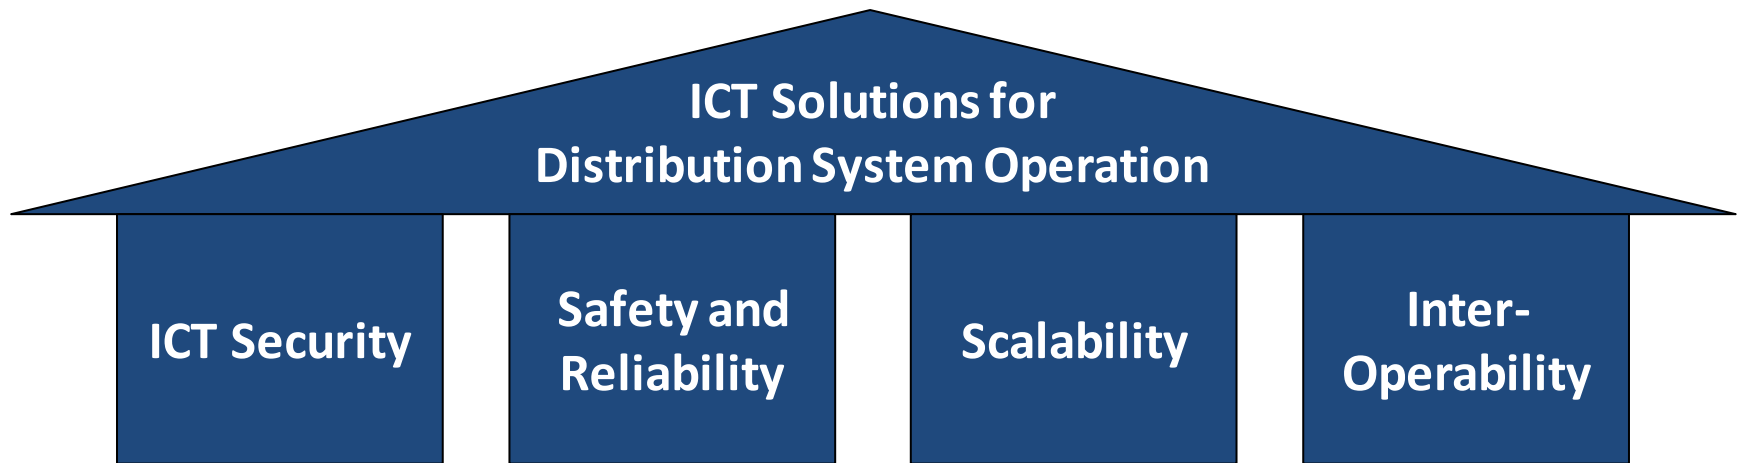 ICT Solutions for
Distribution System Operation
ICT Security
Safety and
Reliability
Scalability
Inter-
Operability